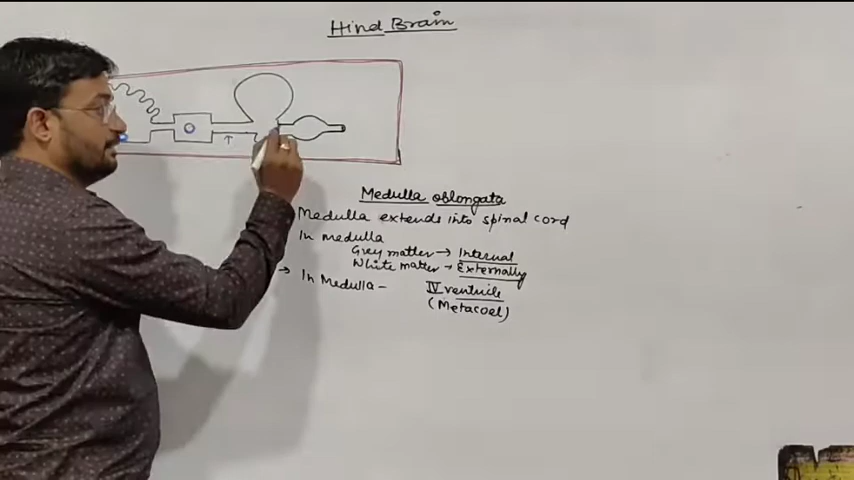 Hind Brain
Medulla oblongata
Medulla extends into spinal cord
In medulla
Grey matter → Internal
White matter → Externally
→ In Medulla - IV ventricle
(Metacoel)